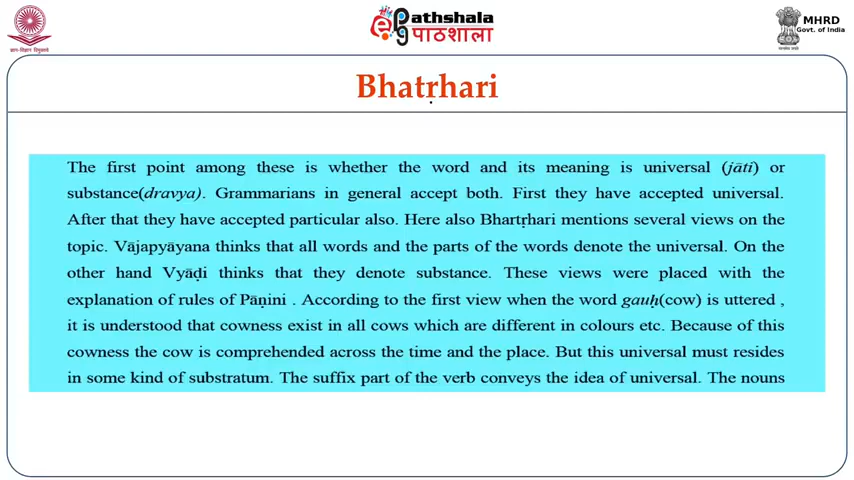 ePathshala
पाठशाला
MHRD
Govt. of India
Bhatṛhari
The first point among these is whether the word and its meaning is universal (jāti) or
substance(dravya). Grammarians in general accept both. First they have accepted universal.
After that they have accepted particular also. Here also Bhartṛhari mentions several views on the
topic. Vājapyāyana thinks that all words and the parts of the words denote the universal. On the
other hand Vyāḍi thinks that they denote substance. These views were placed with the
explanation of rules of Pāṇini . According to the first view when the word gauḥ(cow) is uttered ,
it is understood that cowness exist in all cows which are different in colours etc. Because of this
cowness the cow is comprehended across the time and the place. But this universal must resides
in some kind of substratum. The suffix part of the verb conveys the idea of universal. The nouns